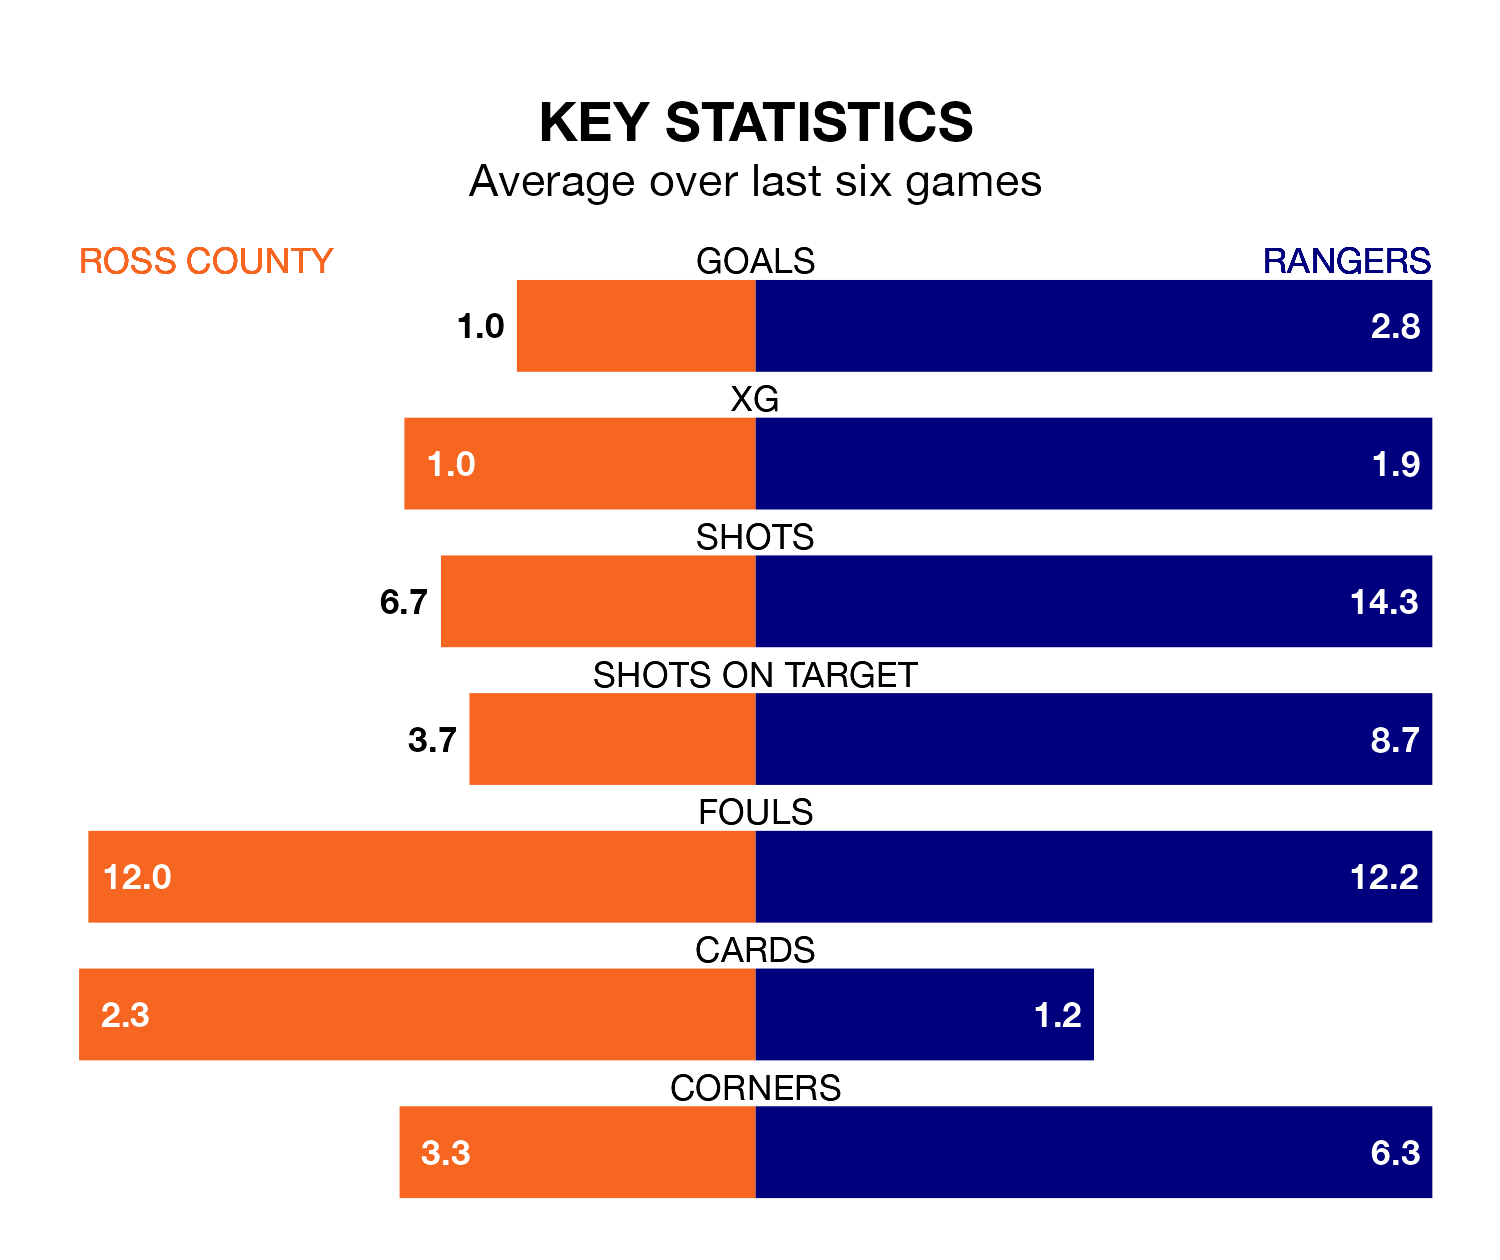 KEY STATISTICS
Average over last six games
ROSS COUNTY GOALS RANGERS
1.0 2.8
XG
1.0 1.9
SHOTS
6.7 14.3
SHOTS ON TARGET
3.7 8.7
FOULS
12.0 12.2
CARDS
2.3 1.2
CORNERS
3.3 6.3